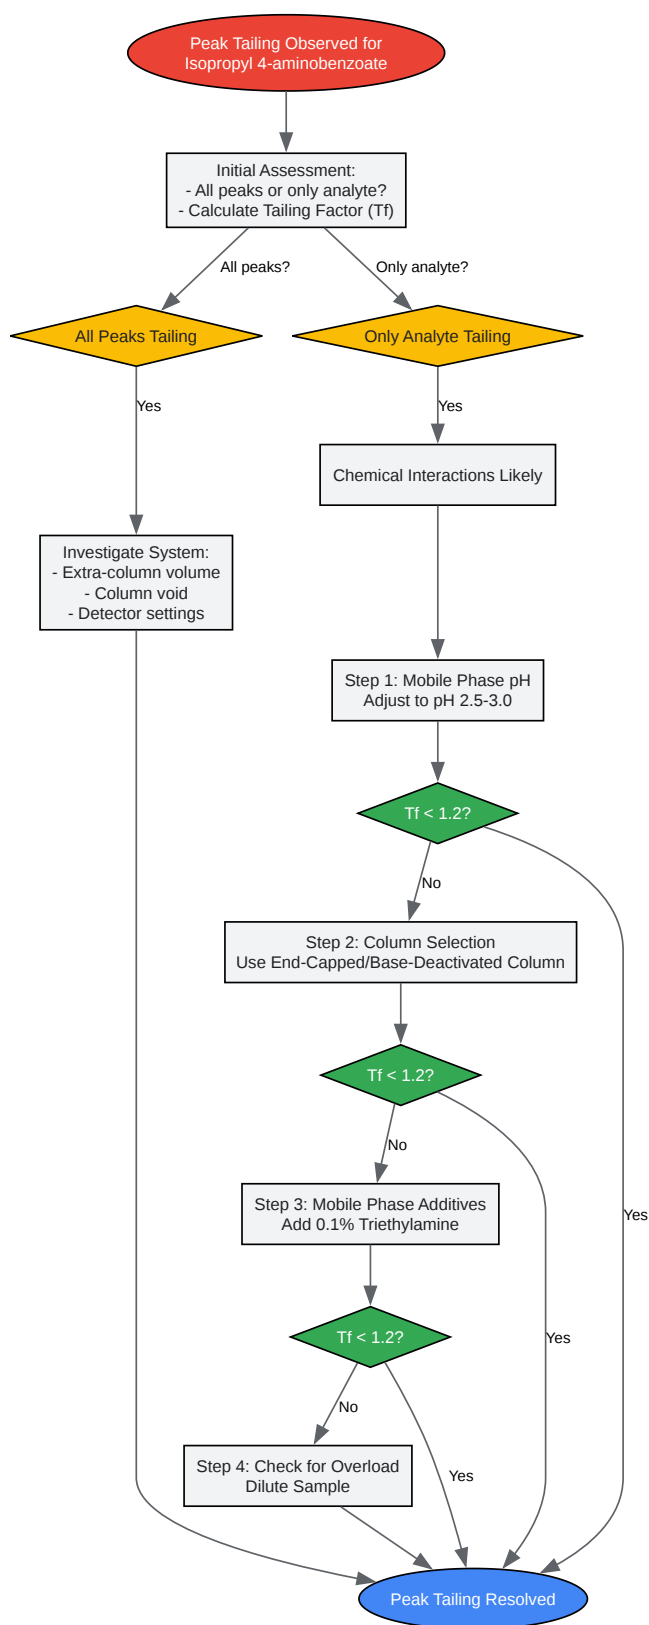 Peak Tailing Observed for
Isopropyl 4-aminobenzoate
Initial Assessment:
- All peaks or only analyte?
- Calculate Tailing Factor (Tf)
All peaks?
Only analyte?
All Peaks Tailing
Only Analyte Tailing
Yes
Yes
Chemical Interactions Likely
Investigate System:
- Extra-column volume
- Column void
- Detector settings
Step 1: Mobile Phase pH
Adjust to pH 2.5-3.0
Tf < 1.2?
No
Step 2: Column Selection
Use End-Capped/Base-Deactivated Column
Tf < 1.2?
No
Step 3: Mobile Phase Additives
Add 0.1% Triethylamine
Yes
Tf < 1.2?
Yes
No
Step 4: Check for Overload
Dilute Sample
Yes
Peak Tailing Resolved